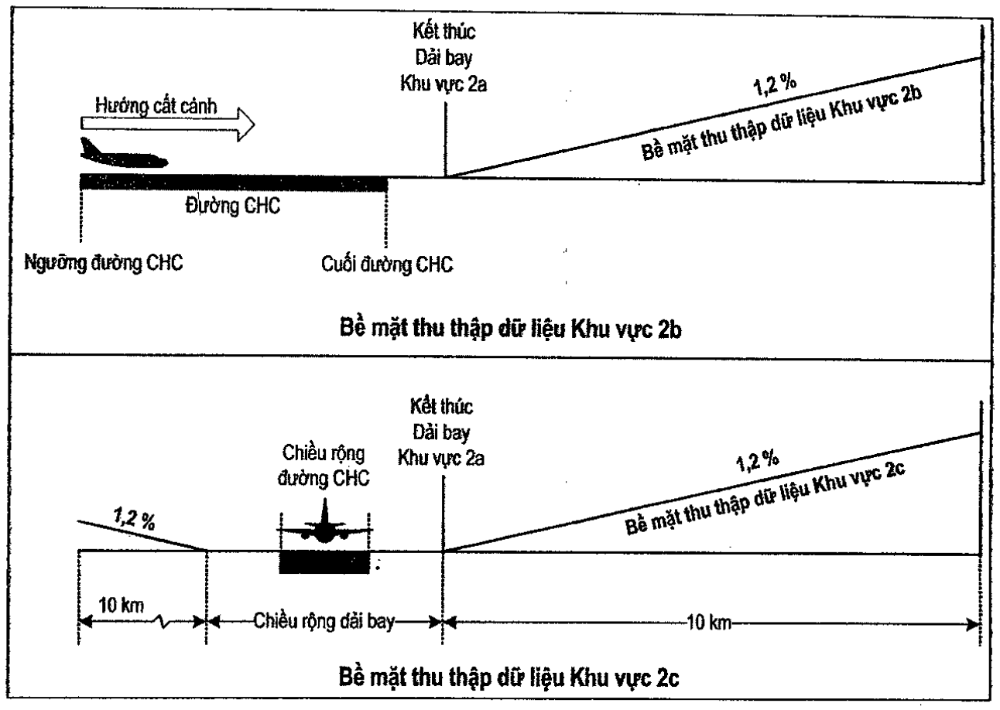 Kết thúc
Dải bay
Khu vực 2a
1,2 %
Bề mặt thu thập dữ liệu Khu vực 2b
Hướng cất cánh
Đường CHC
Ngưỡng đường CHC
Cuối đường CHC
Bề mặt thu thập dữ liệu Khu vực 2b
Kết thúc
Dải bay
Khu vực 2a
Chiều rộng
đường CHC
1,2 %
1,2 %
Bề mặt thu thập dữ liệu Khu vực 2c
10 km
Chiều rộng dải bay
10 km
Bề mặt thu thập dữ liệu Khu vực 2c